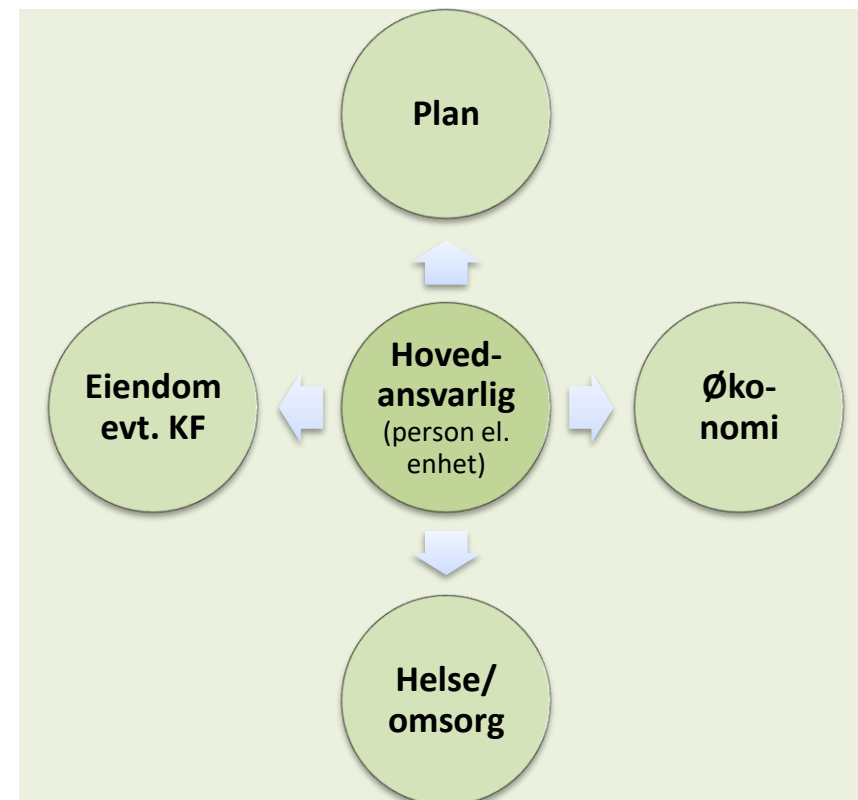 Plan
Eiendom
evt. KF
Hoved-
ansvarlig
(person el.
enhet)
Øko-
nomi
Helse/
omsorg